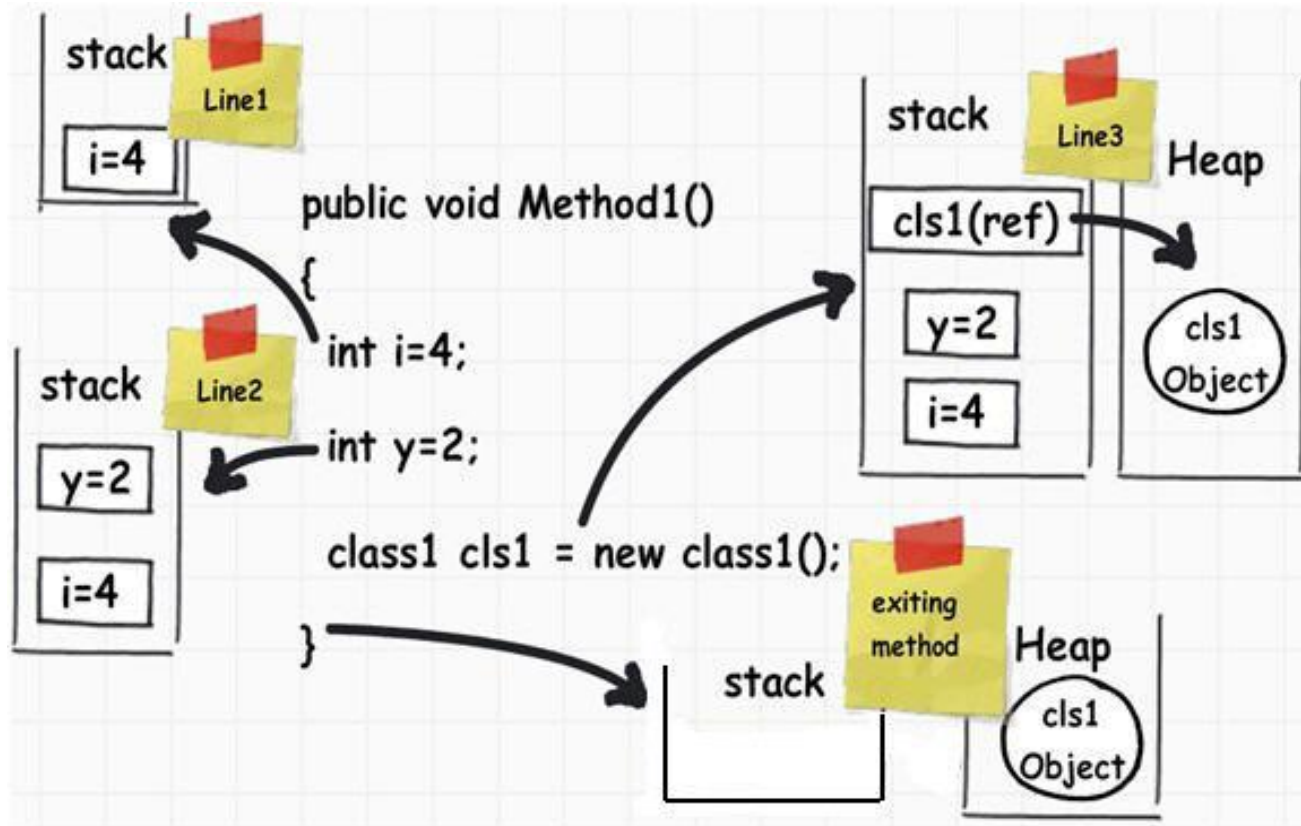 stack
Line1
i=4
public void Method1()
{
int i=4;
stack
Line2
y=2
i=4
int y=2;
class1 cls1 = new class1();
}
stack
Line3
Heap
cls1(ref)
y=2
i=4
cls1
Object
exiting
method
stack
Heap
cls1
Object